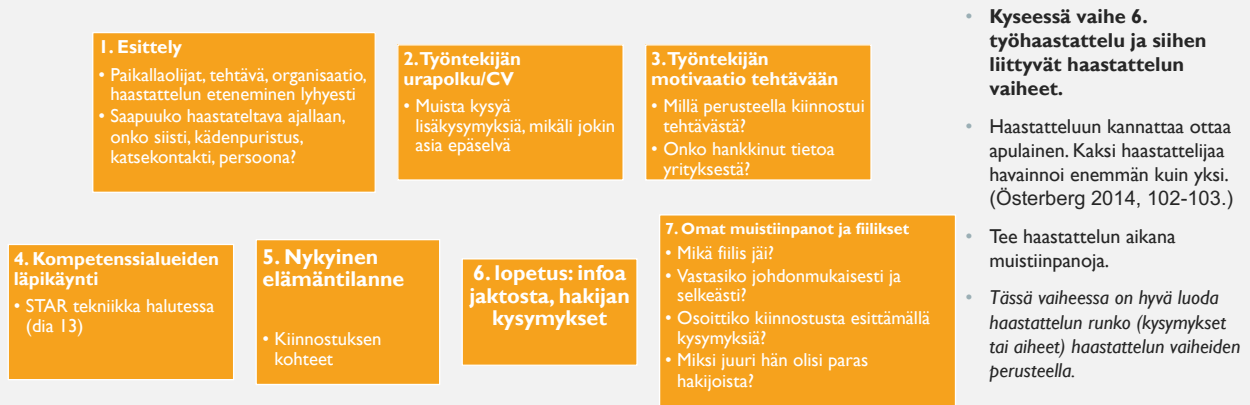 1. Esittely
• Paikallaolijat, tehtävä, organisaatio,
haastattelun eteneminen lyhyesti
• Saapuuko haastateltava ajallaan,
onko siisti, kädenpuristus,
katsekontakti, persoona?
2. Työntekijän
urapolku/CV
• Muista kysyä
lisäkysymyksiä, mikäli jokin
asia epäselvä
3. Työntekijän
motivaatio tehtävään
• Millä perusteella kiinnostui
tehtävästä?
• Onko hankkinut tietoa
yrityksestä?
4. Kompetenssialueiden
läpikäynti
• STAR tekniikka halutessa
(dia 13)
5. Nykyinen
elämäntilanne
• Kiinnostuksen
kohteet
6. lopetus: infoa
jaktosta, hakijan
kysymykset
7. Omat muistiinpanot ja fiilikset
• Mikä fiilis jäi?
• Vastasiko johdonmukaisesti ja
selkeästi?
• Osoittiko kiinnostusta esittämällä
kysymyksiä?
• Miksi juuri hän olisi paras
hakijoista?
• Kyseessä vaihe 6.
työhaastattelu ja siihen
liittyvät haastattelun
vaiheet.
• Haastatteluun kannattaa ottaa
apulainen. Kaksi haastattelijaa
havainnoi enemmän kuin yksi.
(Österberg 2014, 102-103.)
• Tee haastattelun aikana
muistiinpanoja.
• Tässä vaiheessa on hyvä luoda
haastattelun runko (kysymykset
tai aiheet) haastattelun vaiheiden
perusteella.